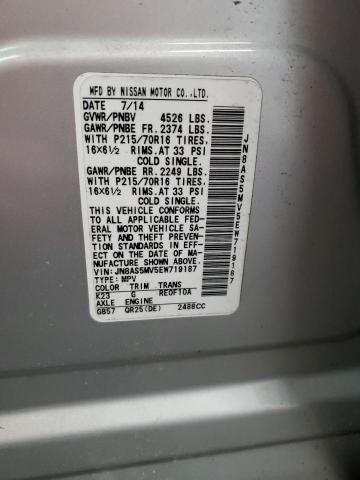 MFD BY NISSAN MOTOR CO.,LTD.
DATE 7/14
GVWR/PNBV 4526 LBS.
GAWR/PNBE FR. 2374 LBS.
WITH P215/70R16 TIRES,
16X6½ RIMS.AT 33 PSI
COLD SINGLE.
GAWR/PNBE RR. 2249 LBS.
WITH P215/70R16 TIRES,
16X6½ RIMS.AT 33 PSI
COLD SINGLE.
THIS VEHICLE CONFORMS
TO ALL APPLICABLE FED-
ERAL MOTOR VEHICLE SAF-
ETY AND THEFT PREVEN-
TION STANDARDS IN EFF-
ECT ON THE DATE OF MA-
NUFACTURE SHOWN ABOVE.
VIN: JN8AS5MV5EW719187
TYPE: MPV
COLOR TRIM TRANS
K23 G RE0F10A
AXLE ENGINE
GB57 QR25(DE) 2488CC
JN8AS5MV5EW719187